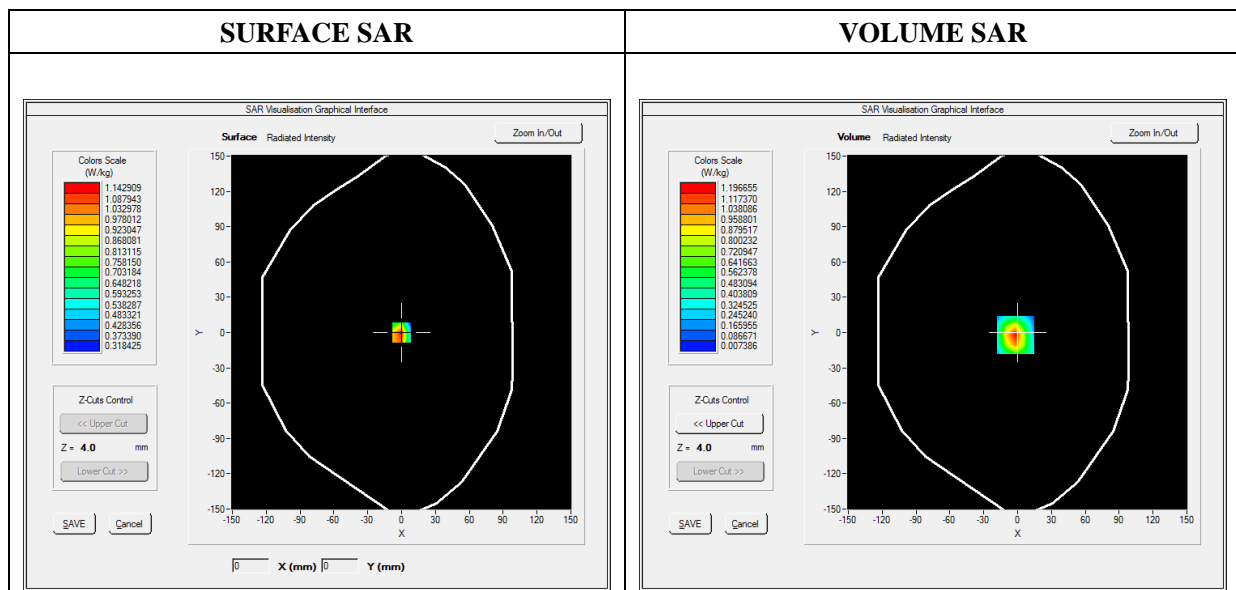 SURFACE SAR
VOLUME SAR
SAR Visualisation Graphical Interface
Surface Radiated Intensity
Zoom In/Out
Colors Scale
(W/kg)
1.142909
1.087943
1.032978
0.978012
0.923047
0.868081
0.813115
0.758150
0.703184
0.648218
0.593253
0.538287
0.483321
0.428356
0.373390
0.318425
150
120
90
60
30
0
-30
-60
-90
-120
-150
Y
-150 -120 -90 -60 -30 0 30 60 90 120 150
X
Z-Cuts Control
<< Upper Cut
Z = 4.0 mm
Lower Cut >>
SAVE Cancel
0 X (mm) 0 Y (mm)
SAR Visualisation Graphical Interface
Volume Radiated Intensity
Zoom In/Out
Colors Scale
(W/kg)
1.196655
1.117370
1.038086
0.958801
0.879517
0.800232
0.720947
0.641663
0.562378
0.483094
0.403809
0.324525
0.245240
0.165955
0.086671
0.007386
150
120
90
60
30
0
-30
-60
-90
-120
-150
Y
-150 -120 -90 -60 -30 0 30 60 90 120 150
X
Z-Cuts Control
<< Upper Cut
Z = 4.0 mm
Lower Cut >>
SAVE Cancel